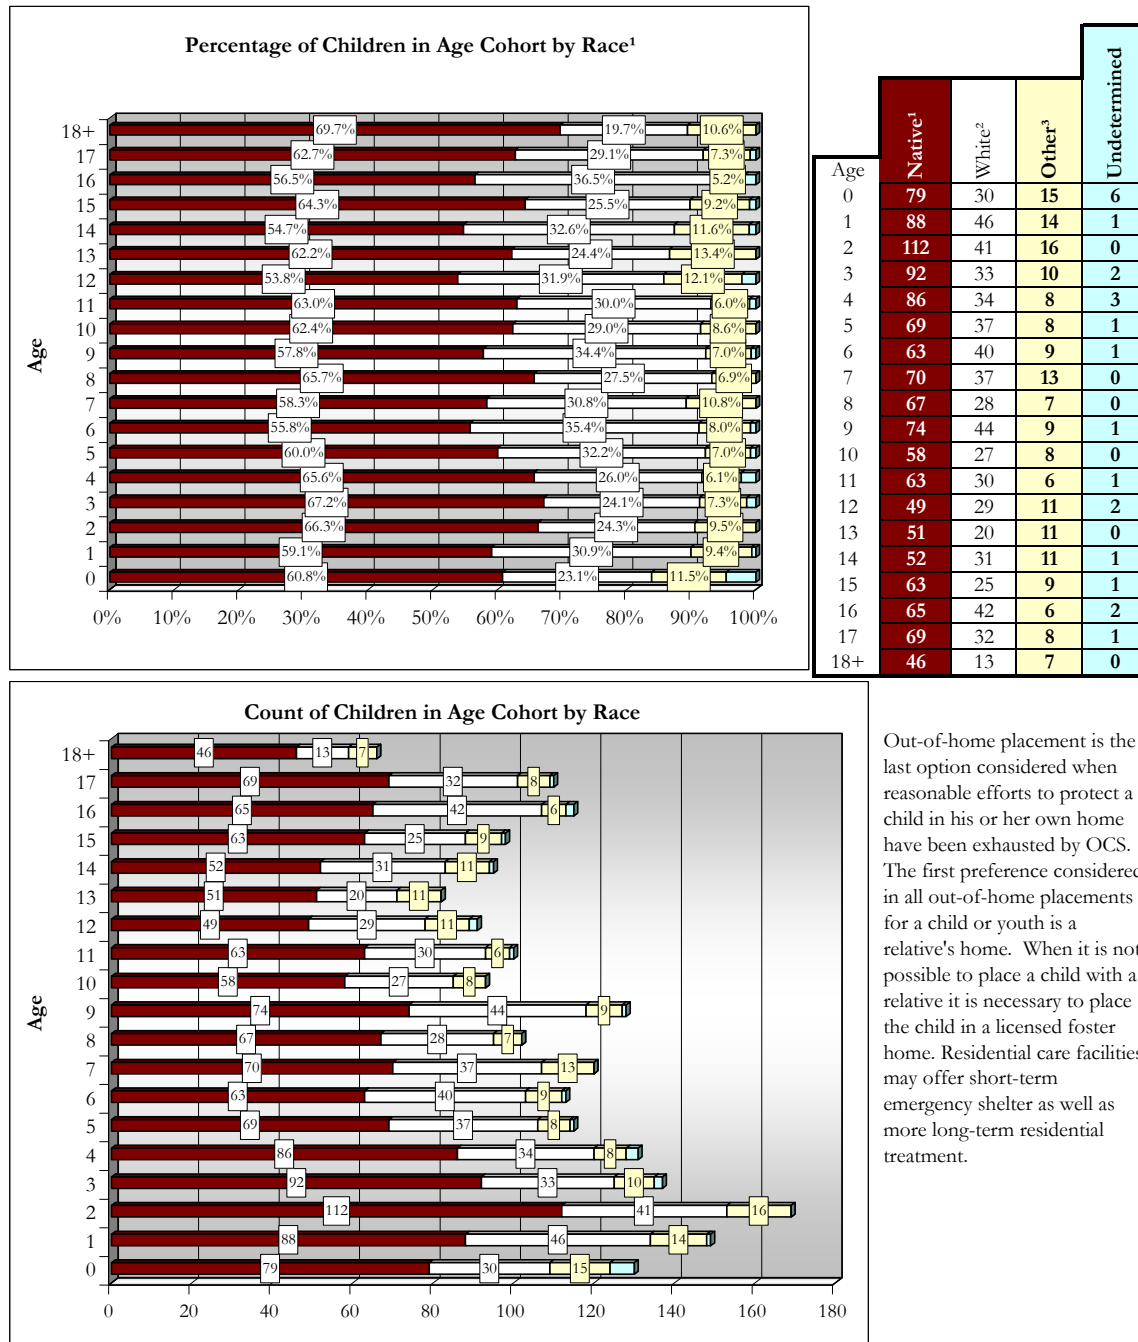 Percentage of Children in Age Cohort by Race¹
Age
18+ 69.7% 19.7% 10.6%
17 62.7% 29.1% 7.3%
16 56.5% 36.5% 5.2%
15 64.3% 25.5% 9.2%
14 54.7% 32.6% 11.6%
13 62.2% 24.4% 13.4%
12 53.8% 31.9% 12.1%
11 63.0% 30.0% 6.0%
10 62.4% 29.0% 8.6%
9 57.8% 34.4% 7.0%
8 65.7% 27.5% 6.9%
7 58.3% 30.8% 10.8%
6 55.8% 35.4% 8.0%
5 60.0% 32.2% 7.0%
4 65.6% 26.0% 6.1%
3 67.2% 24.1% 7.3%
2 66.3% 24.3% 9.5%
1 59.1% 30.9% 9.4%
0 60.8% 23.1% 11.5%
0% 10% 20% 30% 40% 50% 60% 70% 80% 90% 100%
Age Native¹ White² Other³ Undetermined
0 79 30 15 6
1 88 46 14 1
2 112 41 16 0
3 92 33 10 2
4 86 34 8 3
5 69 37 8 1
6 63 40 9 1
7 70 37 13 0
8 67 28 7 0
9 74 44 9 1
10 58 27 8 0
11 63 30 6 1
12 49 29 11 2
13 51 20 11 0
14 52 31 11 1
15 63 25 9 1
16 65 42 6 2
17 69 32 8 1
18+ 46 13 7 0
Count of Children in Age Cohort by Race
Age
18+ 46 13 7
17 69 32 8
16 65 42 6
15 63 25 9
14 52 31 11
13 51 20 11
12 49 29 11
11 63 30 6
10 58 27 8
9 74 44 9
8 67 28 7
7 70 37 13
6 63 40 9
5 69 37 8
4 86 34 8
3 92 33 10
2 112 41 16
1 88 46 14
0 79 30 15
0 20 40 60 80 100 120 140 160 180
Out-of-home placement is the
last option considered when
reasonable efforts to protect a
child in his or her own home
have been exhausted by OCS.
The first preference considered
in all out-of-home placements
for a child or youth is a
relative's home. When it is not
possible to place a child with a
relative it is necessary to place
the child in a licensed foster
home. Residential care facilities
may offer short-term
emergency shelter as well as
more long-term residential
treatment.